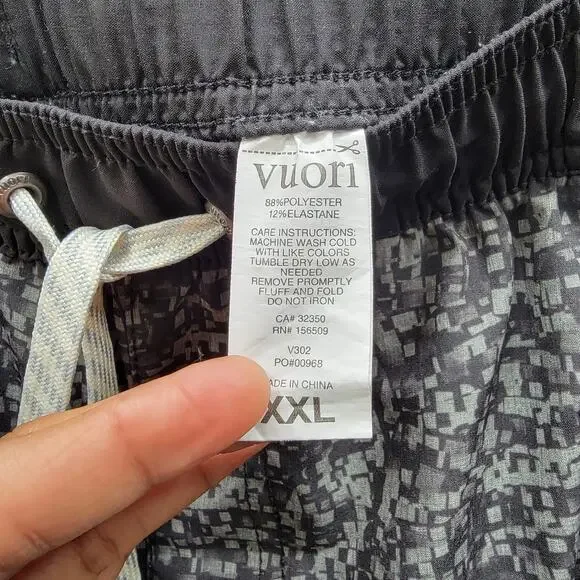 vuori
88%POLYESTER
12%ELASTANE
CARE INSTRUCTIONS:
MACHINE WASH COLD
WITH LIKE COLORS
TUMBLE DRY LOW AS
NEEDED
REMOVE PROMPTLY
FLUFF AND FOLD
DO NOT IRON
CA# 32350
RN# 156509
V302
PO#00968
MADE IN CHINA
XXL